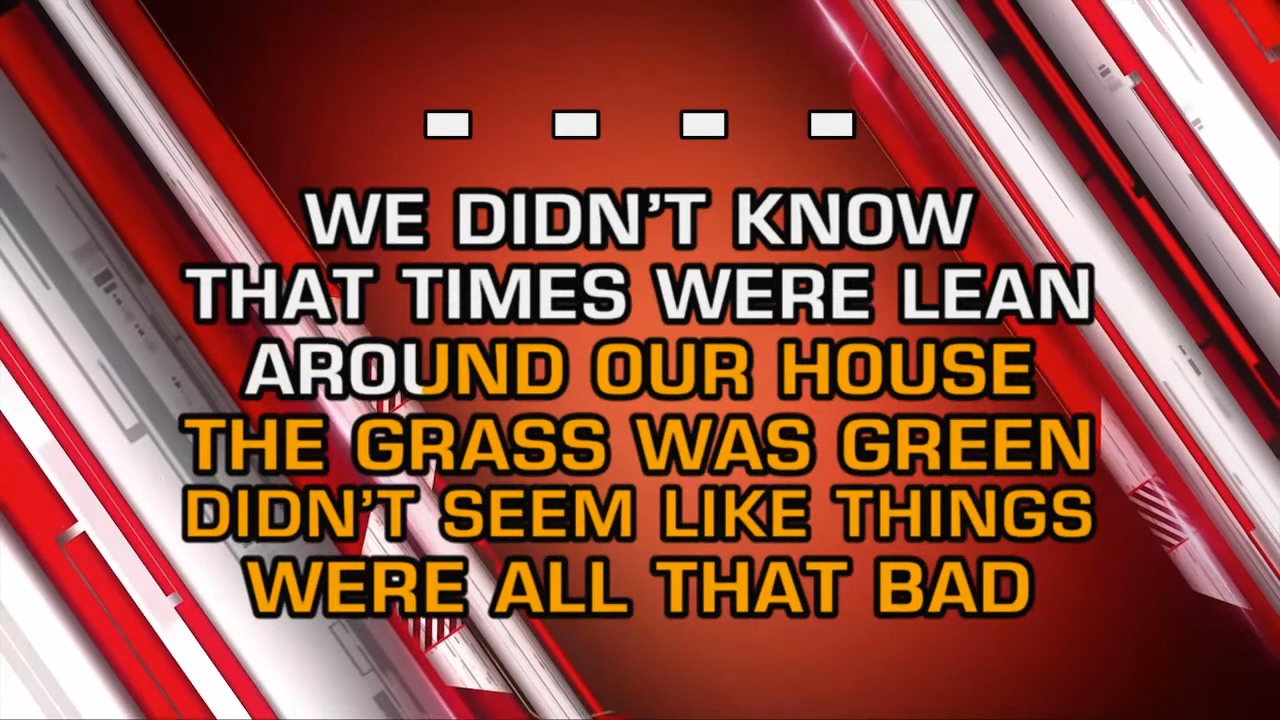 - - - -
WE DIDN'T KNOW
THAT TIMES WERE LEAN
AROUND OUR HOUSE
THE GRASS WAS GREEN
DIDN'T SEEM LIKE THINGS
WERE ALL THAT BAD